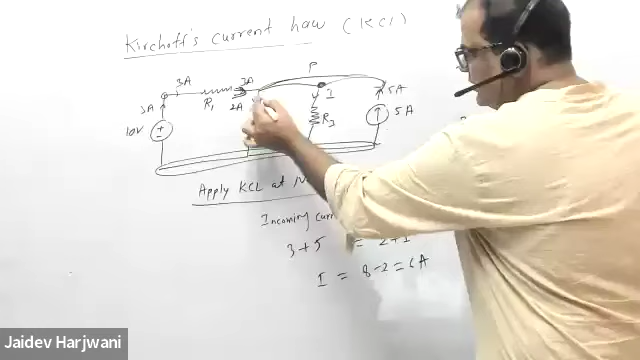 Kirchoff's current law (KCL)
P
3A
3A
3A
R1
2A
I
5A
10V
+
-
R3
5A
Apply KCL at N
Incoming curr
3+5 = 2+I
I = 8-2=6A
Jaidev Harjwani